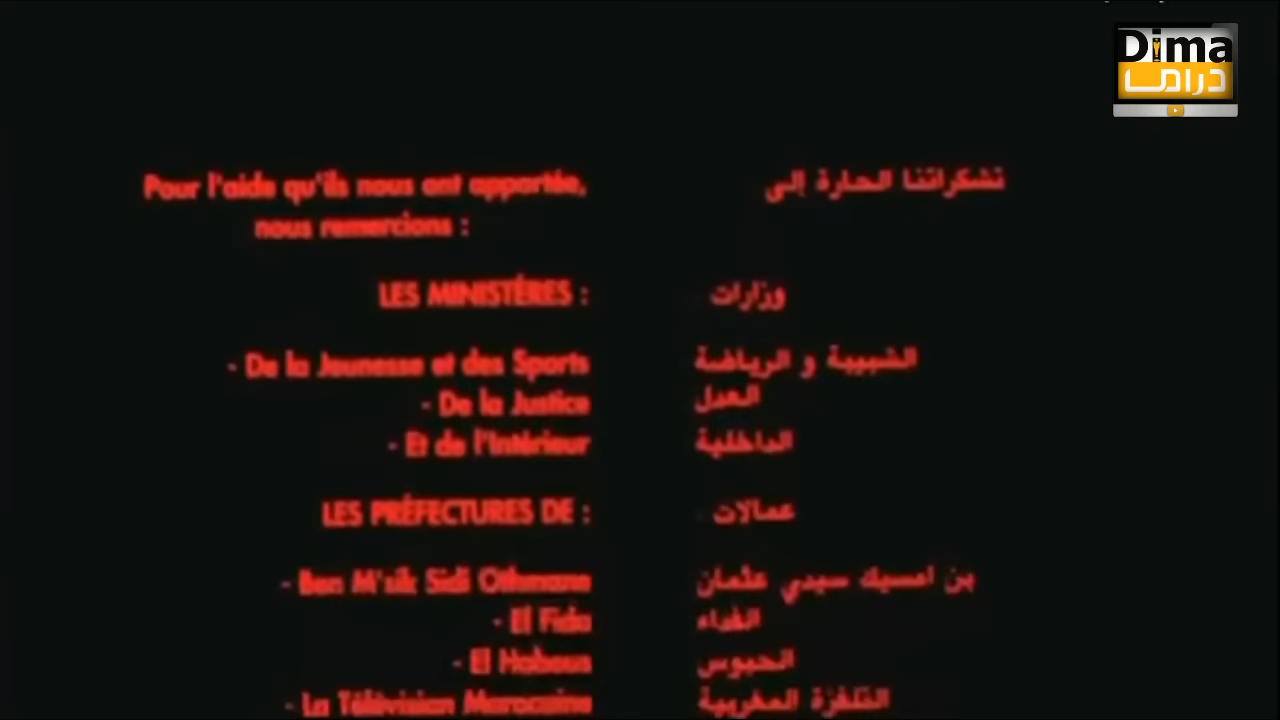 Dima
دراما
Pour l'aide qu'ils nous ont apportée,
nous remercions :
تشكراتنا الحارة إلى
LES MINISTÈRES :
وزارات
- De la Jeunesse et des Sports
الشبيبة و الرياضة
- De la Justice
العدل
- Et de l'Intérieur
الداخلية
LES PRÉFECTURES DE :
عمالات
- Ben M'sik Sidi Othmane
بن امسيك سيدي عثمان
- El Fida
الفداء
- El Habous
الحبوس
- La Télévision Marocaine
التلفزة المغربية